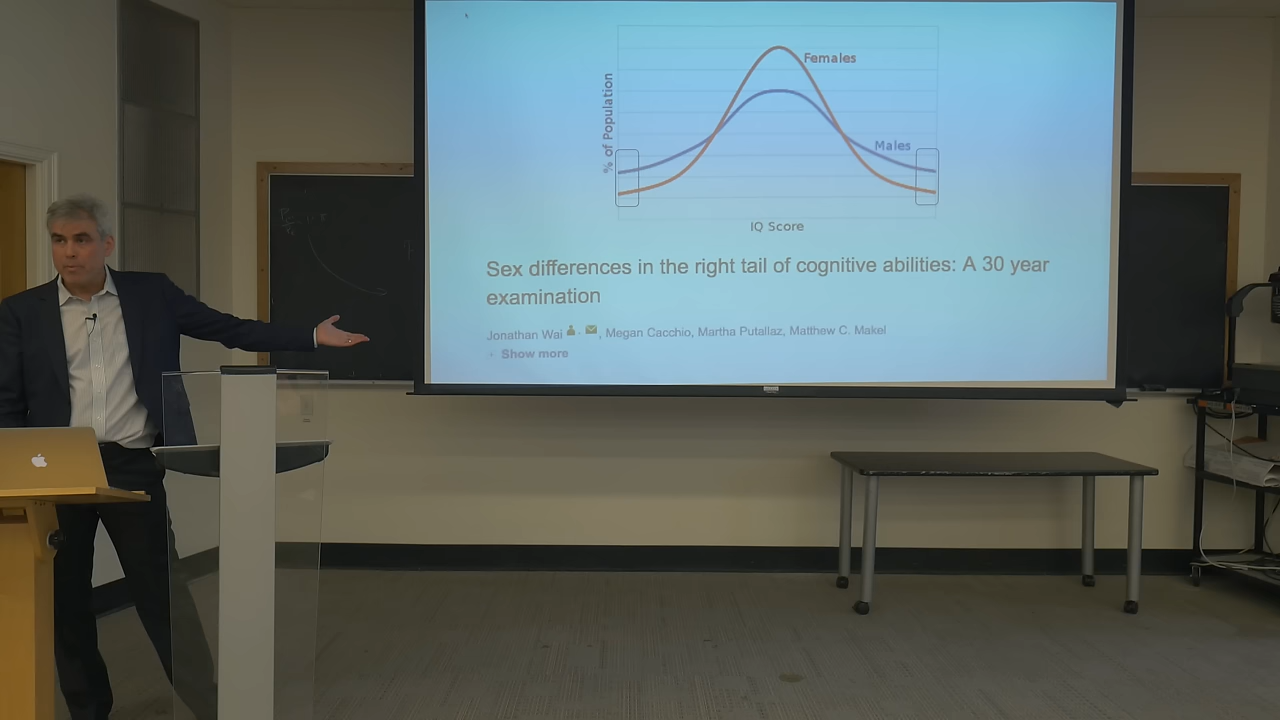 Females
% of Population
Males
IQ Score
Sex differences in the right tail of cognitive abilities: A 30 year
examination
Jonathan Wai , Megan Cacchio, Martha Putallaz, Matthew C. Makel
Show more